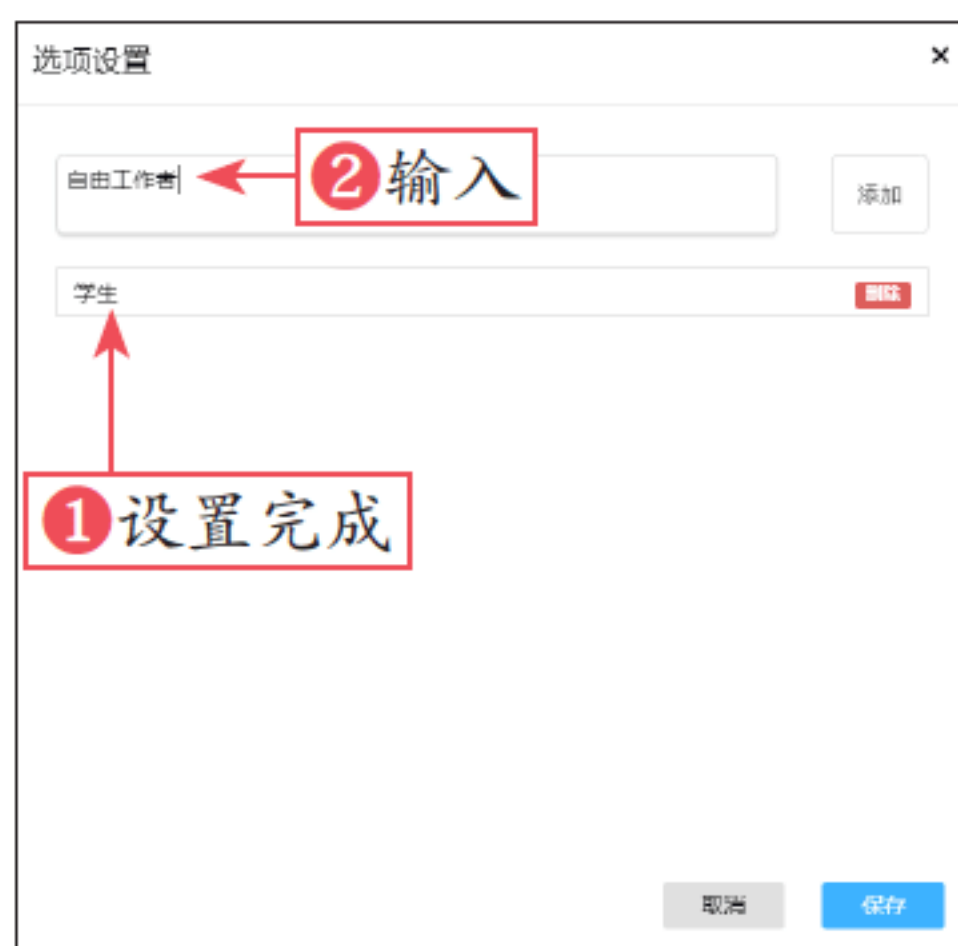 选项设置 ×
自由工作者 ❷输入 添加
学生 删除
❶设置完成
取消 保存